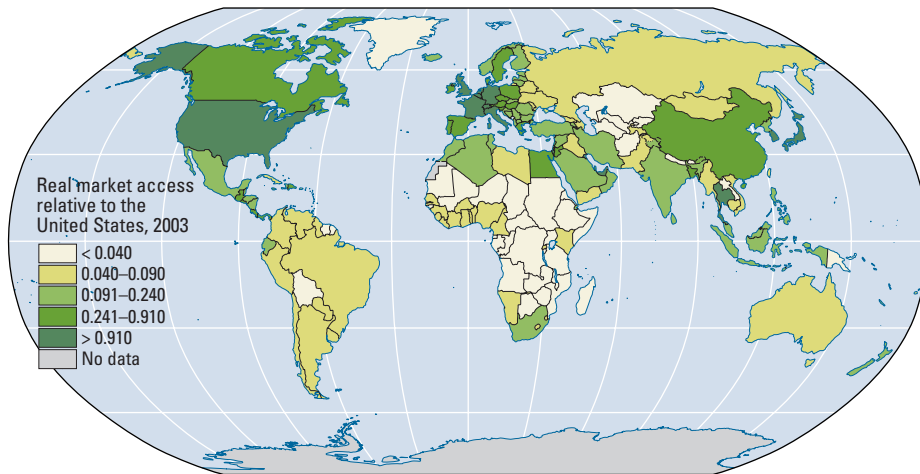 Real market access
relative to the
United States, 2003
< 0.040
0.040–0.090
0.091–0.240
0.241–0.910
> 0.910
No data